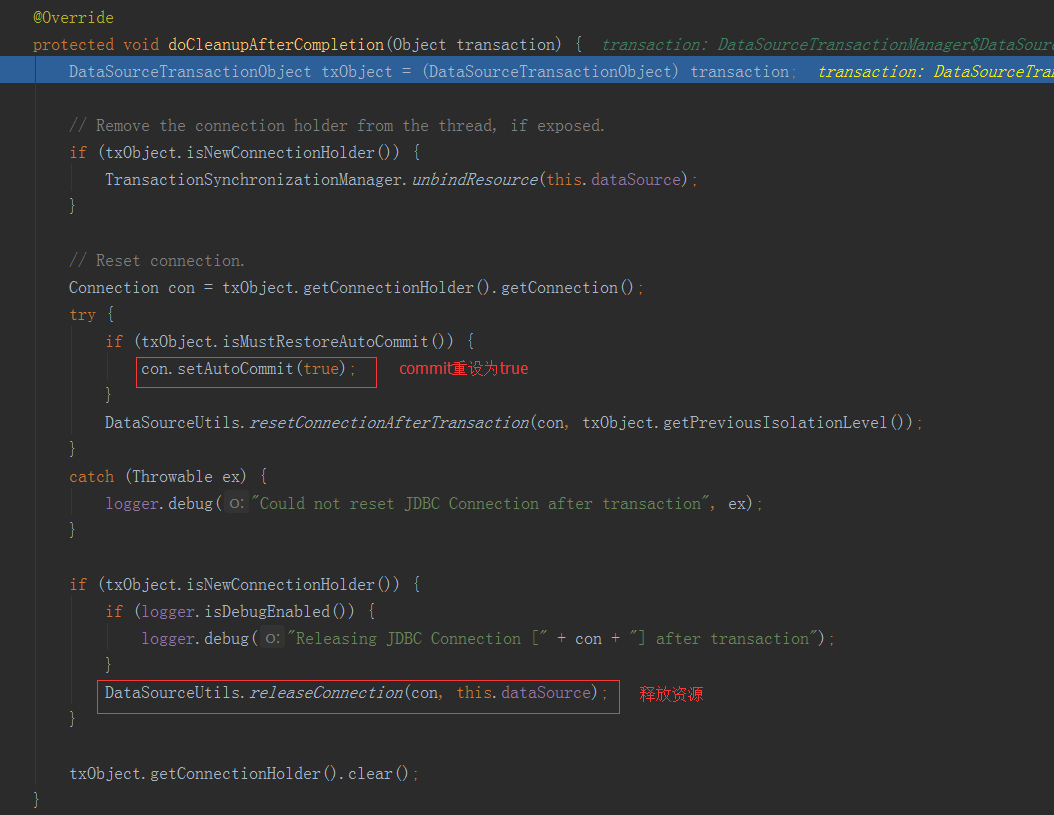 @Override
protected void doCleanupAfterCompletion(Object transaction) {  transaction: DataSourceTransactionManager$DataSour
DataSourceTransactionObject txObject = (DataSourceTransactionObject) transaction;  transaction: DataSourceTran
// Remove the connection holder from the thread, if exposed.
if (txObject.isNewConnectionHolder()) {
TransactionSynchronizationManager.unbindResource(this.dataSource);
}
// Reset connection.
Connection con = txObject.getConnectionHolder().getConnection();
try {
if (txObject.isMustRestoreAutoCommit()) {
con.setAutoCommit(true); commit重设为true
}
DataSourceUtils.resetConnectionAfterTransaction(con, txObject.getPreviousIsolationLevel());
}
catch (Throwable ex) {
logger.debug( o: "Could not reset JDBC Connection after transaction", ex);
}
if (txObject.isNewConnectionHolder()) {
if (logger.isDebugEnabled()) {
logger.debug( o: "Releasing JDBC Connection [" + con + "] after transaction");
}
DataSourceUtils.releaseConnection(con, this.dataSource); 释放资源
}
txObject.getConnectionHolder().clear();
}